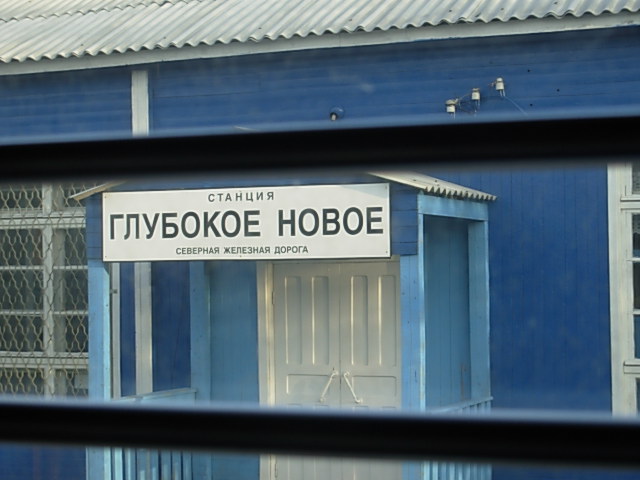 СТАНЦИЯ
ГЛУБОКОЕ НОВОЕ
СЕВЕРНАЯ ЖЕЛЕЗНАЯ ДОРОГА